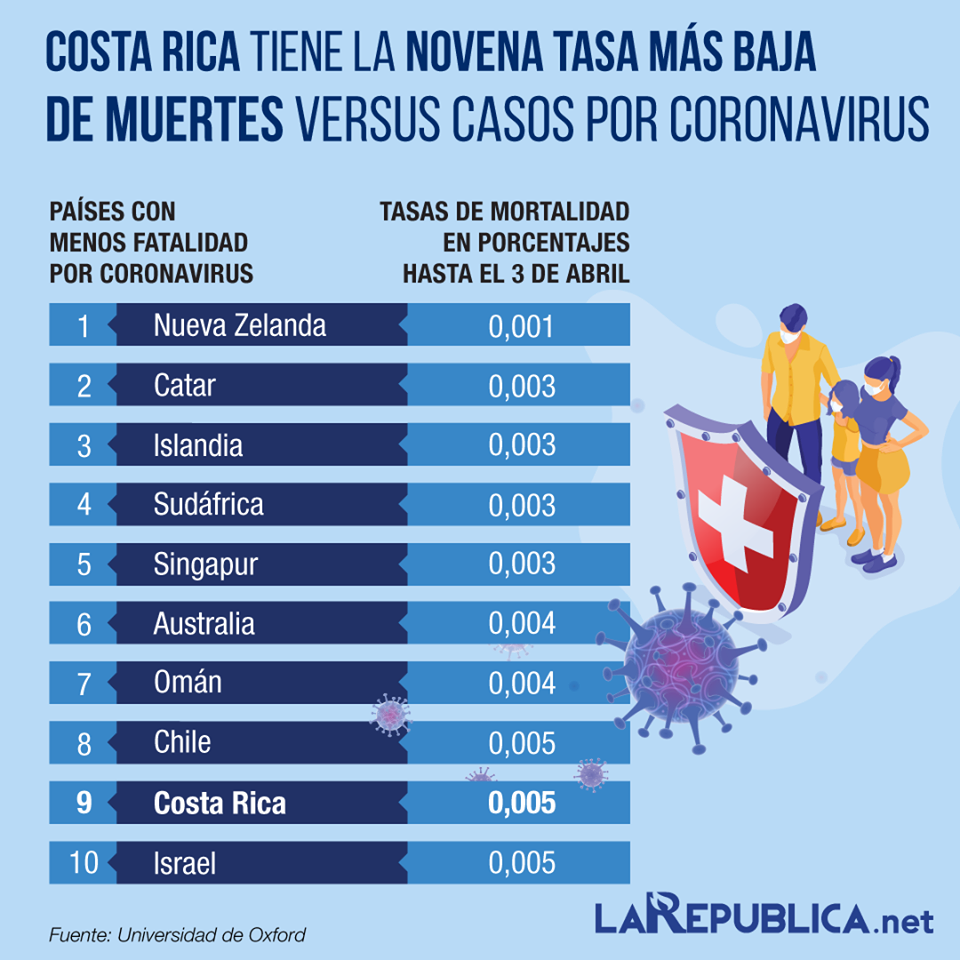 COSTA RICA TIENE LA NOVENA TASA MÁS BAJA
DE MUERTES VERSUS CASOS POR CORONAVIRUS
PAÍSES CON
MENOS FATALIDAD
POR CORONAVIRUS
TASAS DE MORTALIDAD
EN PORCENTAJES
HASTA EL 3 DE ABRIL
1 Nueva Zelanda 0,001
2 Catar 0,003
3 Islandia 0,003
4 Sudáfrica 0,003
5 Singapur 0,003
6 Australia 0,004
7 Omán 0,004
8 Chile 0,005
9 Costa Rica 0,005
10 Israel 0,005
Fuente: Universidad de Oxford
LAREPUBLICA.net